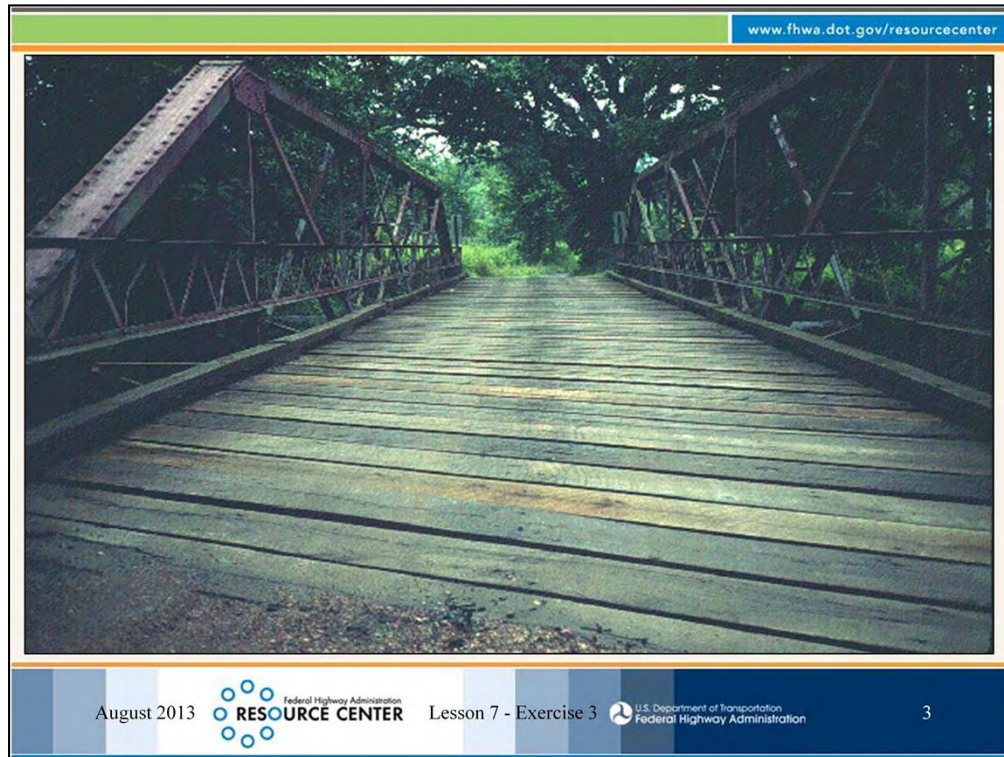 www.fhwa.dot.gov/resourcecenter
August 2013
Federal Highway Administration
RESOURCE CENTER
Lesson 7 - Exercise 3
U.S. Department of Transportation
Federal Highway Administration
3